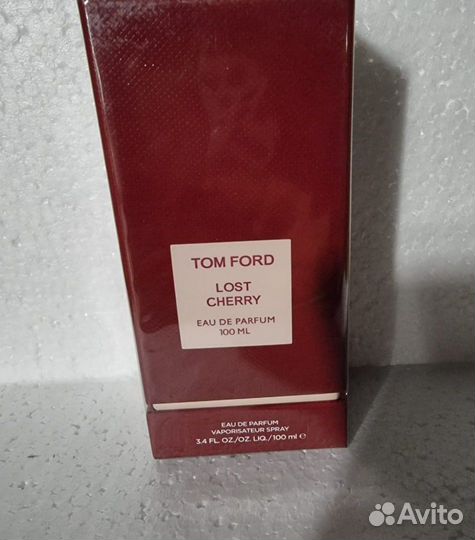 TOM FORD
LOST
CHERRY
EAU DE PARFUM
100 ML
EAU DE PARFUM
VAPORISATEUR SPRAY
3.4 FL. OZ./OZ. LIQ./100 ml ℮
Avito